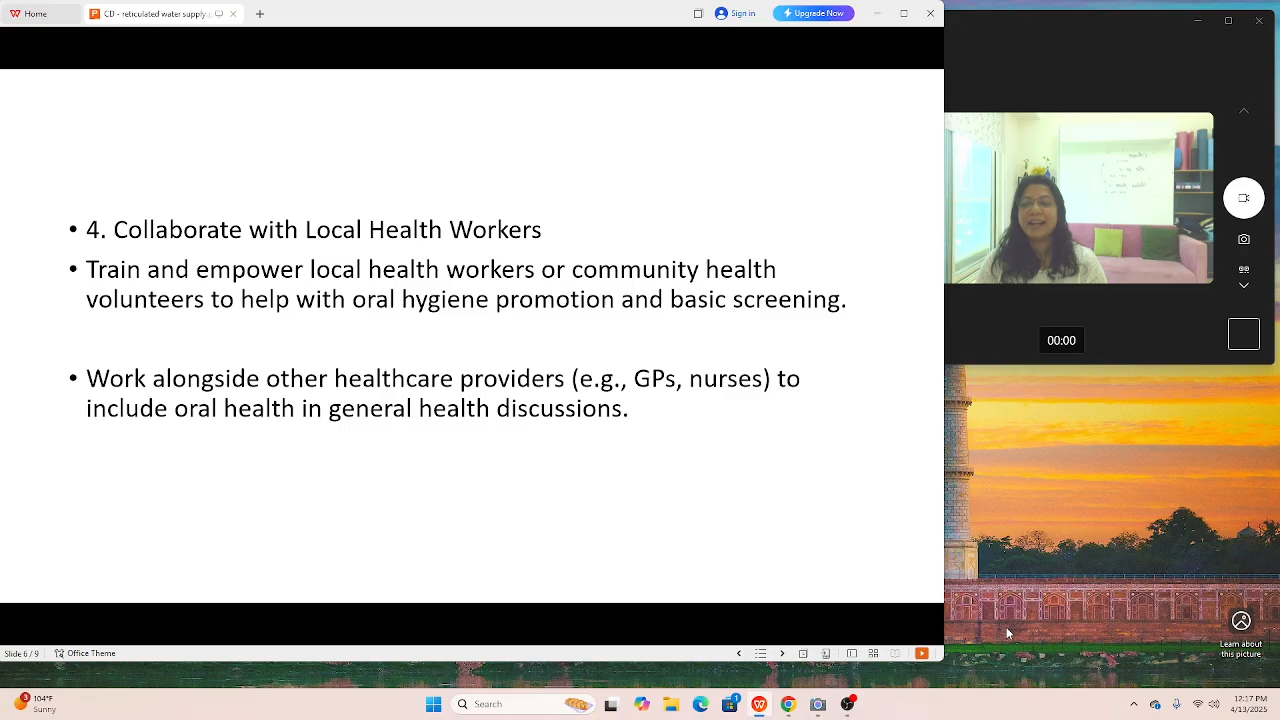 Home
CD - reticulated water supply
Sign in
Upgrade Now
• 4. Collaborate with Local Health Workers
• Train and empower local health workers or community health
volunteers to help with oral hygiene promotion and basic screening.
• Work alongside other healthcare providers (e.g., GPs, nurses) to
include oral health in general health discussions.
00:00
Learn about
this picture
Slide 6 / 9
Office Theme
3
104°F
Sunny
Search
1
12:17 PM
4/13/2025